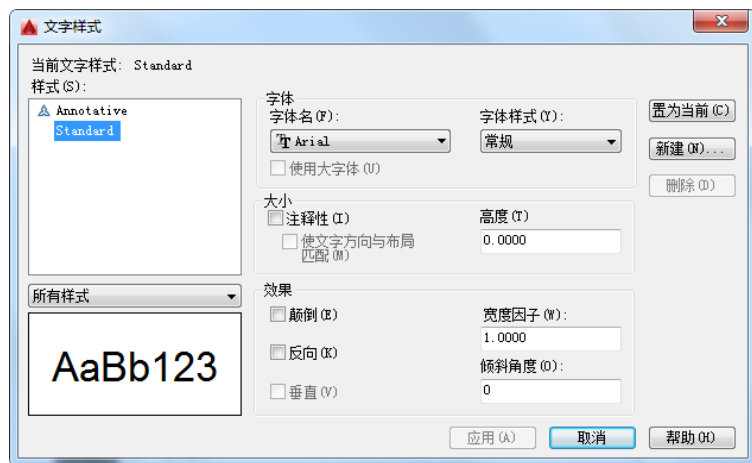 文字样式
当前文字样式: Standard
样式(S):
Annotative
Standard
所有样式
AaBb123
字体
字体名(F):
Arial
使用大字体(U)
字体样式(Y):
常规
大小
注释性(I)
使文字方向与布局
匹配(M)
高度(T)
0.0000
效果
颠倒(E)
反向(K)
垂直(V)
宽度因子(W):
1.0000
倾斜角度(O):
0
置为当前(C)
新建(N)...
删除(D)
应用(A)
取消
帮助(H)